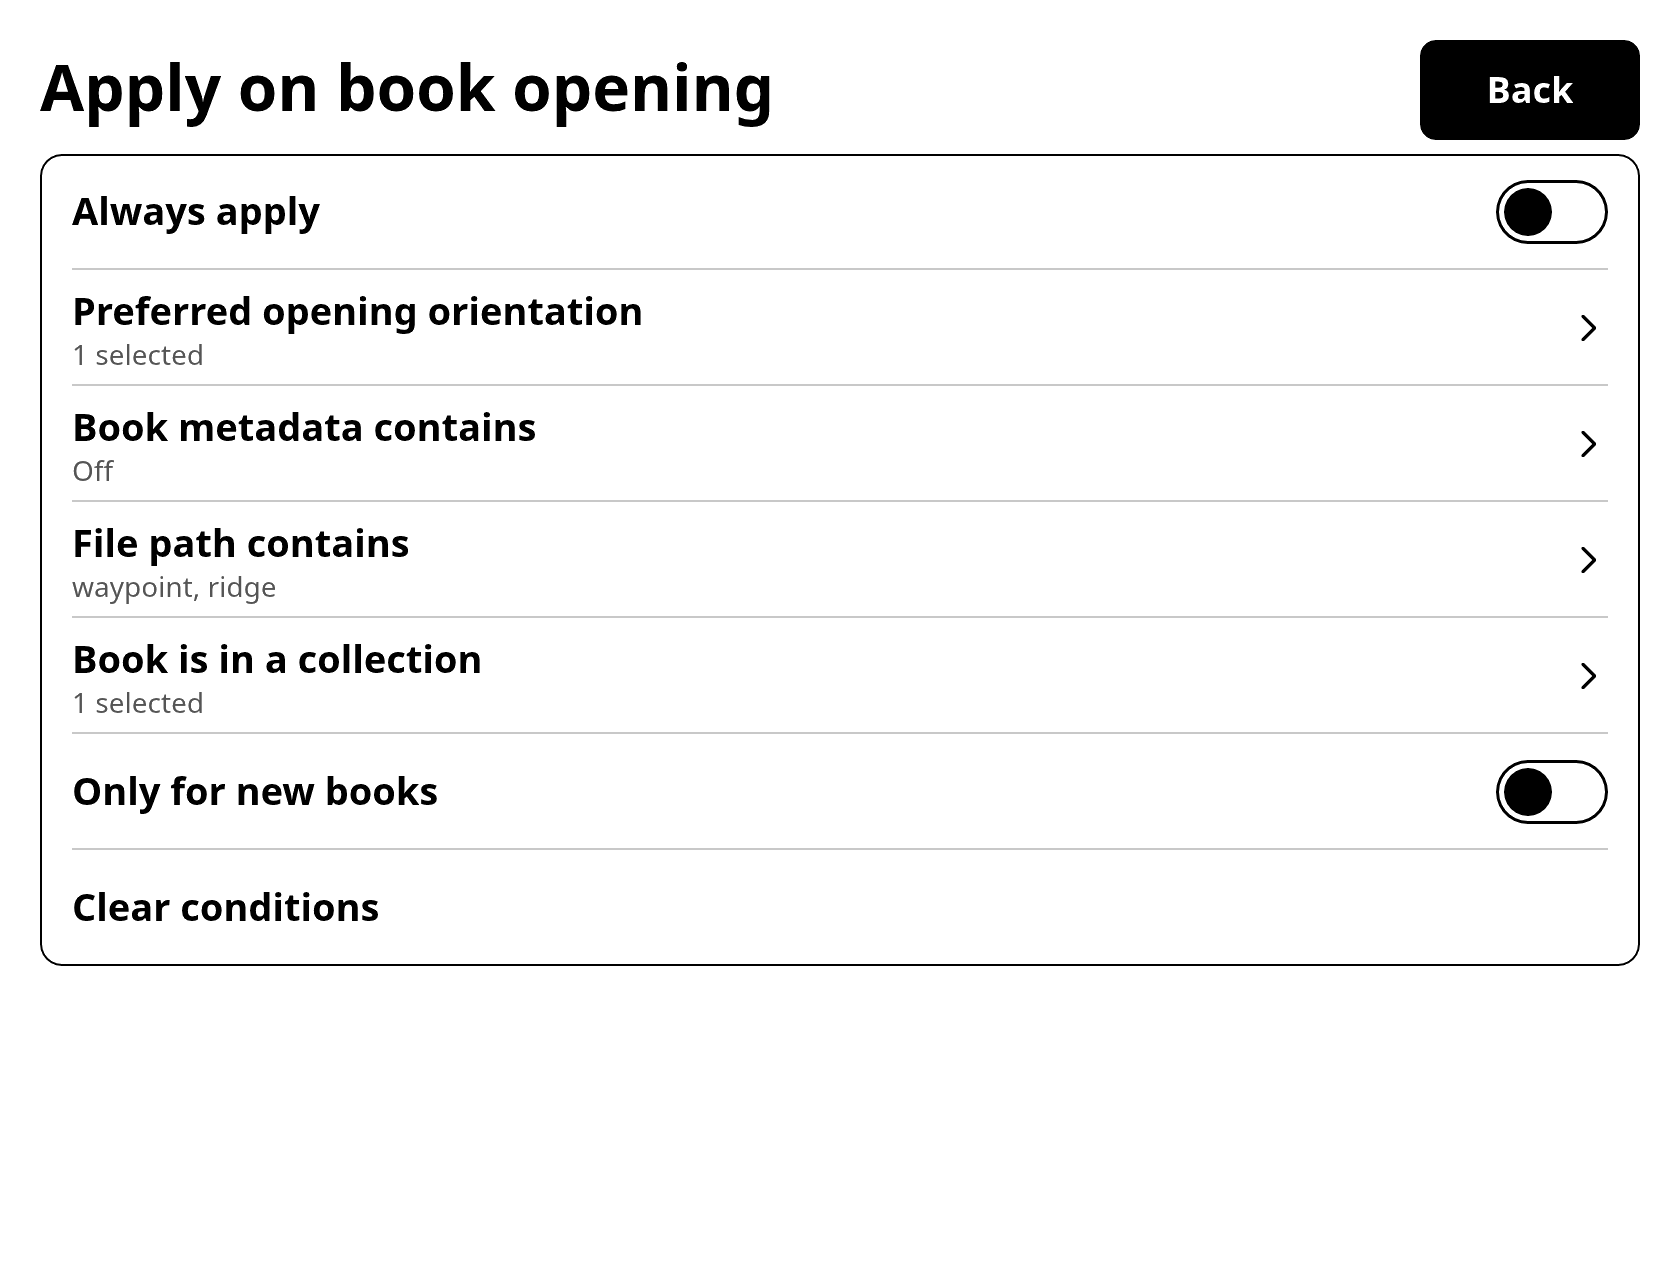 Apply on book opening
Back
Always apply
Preferred opening orientation
1 selected
Book metadata contains
Off
File path contains
waypoint, ridge
Book is in a collection
1 selected
Only for new books
Clear conditions